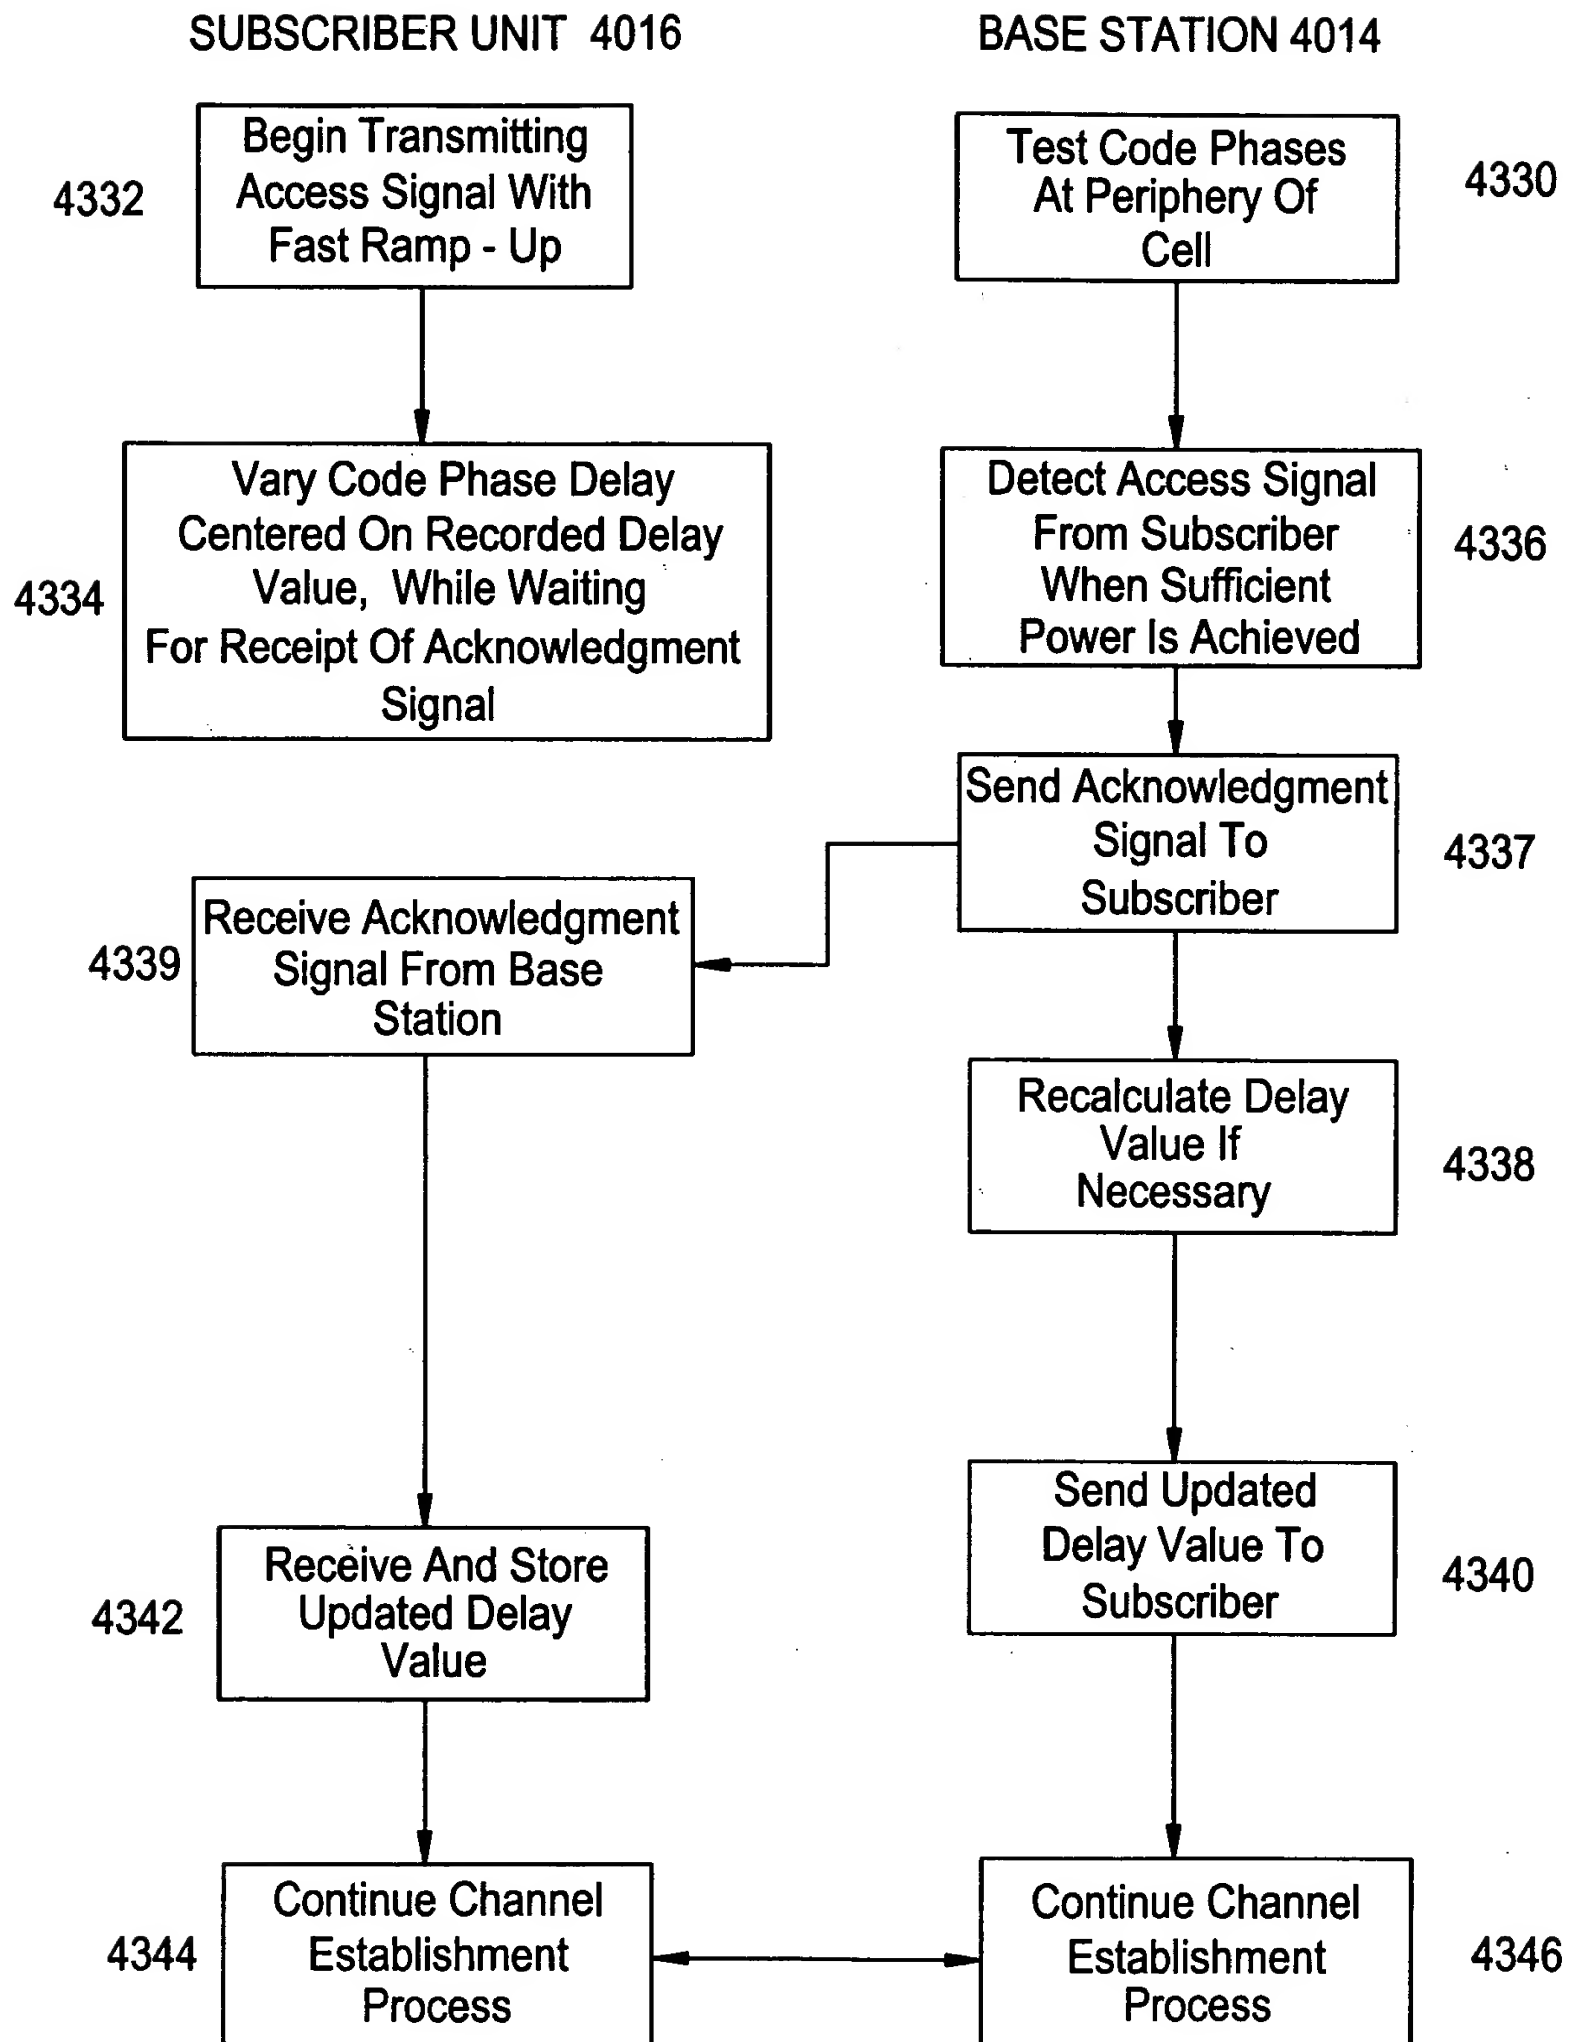 SUBSCRIBER UNIT 4016
BASE STATION 4014
4332
Begin Transmitting
Access Signal With
Fast Ramp - Up
Test Code Phases
At Periphery Of
Cell
4330
4334
Vary Code Phase Delay
Centered On Recorded Delay
Value, While Waiting
For Receipt Of Acknowledgment
Signal
Detect Access Signal
From Subscriber
When Sufficient
Power Is Achieved
4336
Send Acknowledgment
Signal To
Subscriber
4337
4339
Receive Acknowledgment
Signal From Base
Station
Recalculate Delay
Value If
Necessary
4338
Send Updated
Delay Value To
Subscriber
4340
4342
Receive And Store
Updated Delay
Value
4344
Continue Channel
Establishment
Process
Continue Channel
Establishment
Process
4346